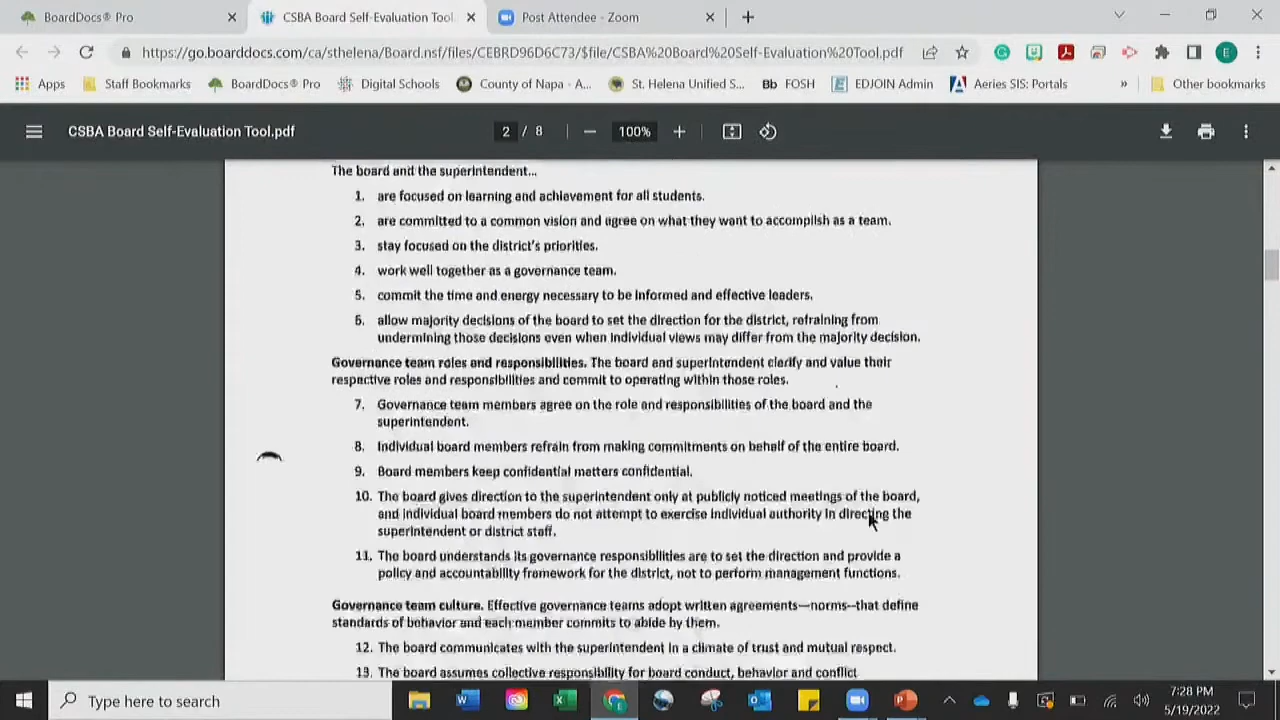 BoardDocs® Pro
CSBA Board Self-Evaluation Tool
Post Attendee - Zoom
https://go.boarddocs.com/ca/sthelena/Board.nsf/files/CEBRD96D6C73/$file/CSBA%20Board%20Self-Evaluation%20Tool.pdf
E
Apps
Staff Bookmarks
BoardDocs® Pro
Digital Schools
County of Napa - A...
St. Helena Unified S...
Bb FOSH
EDJOIN Admin
Aeries SIS: Portals
»
Other bookmarks
CSBA Board Self-Evaluation Tool.pdf
2 / 8
100%
The board and the superintendent...
1. are focused on learning and achievement for all students.
2. are committed to a common vision and agree on what they want to accomplish as a team.
3. stay focused on the district's priorities.
4. work well together as a governance team.
5. commit the time and energy necessary to be informed and effective leaders.
6. allow majority decisions of the board to set the direction for the district, refraining from
undermining those decisions even when individual views may differ from the majority decision.
Governance team roles and responsibilities. The board and superintendent clarify and value their
respective roles and responsibilities and commit to operating within those roles.
7. Governance team members agree on the role and responsibilities of the board and the
superintendent.
8. Individual board members refrain from making commitments on behalf of the entire board.
9. Board members keep confidential matters confidential.
10. The board gives direction to the superintendent only at publicly noticed meetings of the board,
and individual board members do not attempt to exercise individual authority in directing the
superintendent or district staff.
11. The board understands its governance responsibilities are to set the direction and provide a
policy and accountability framework for the district, not to perform management functions.
Governance team culture. Effective governance teams adopt written agreements—norms—that define
standards of behavior and each member commits to abide by them.
12. The board communicates with the superintendent in a climate of trust and mutual respect.
13. The board assumes collective responsibility for board conduct, behavior and conflict
Type here to search
7:28 PM
5/19/2022